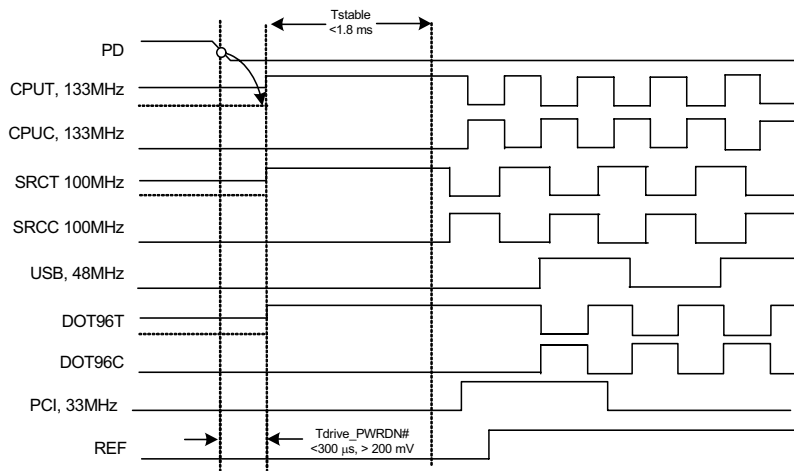 Tstable
<1.8 ms
PD
CPUT, 133MHz
CPUC, 133MHz
SRCT 100MHz
SRCC 100MHz
USB, 48MHz
DOT96T
DOT96C
PCI, 33MHz
Tdrive_PWRDN#
<300 μs, > 200 mV
REF